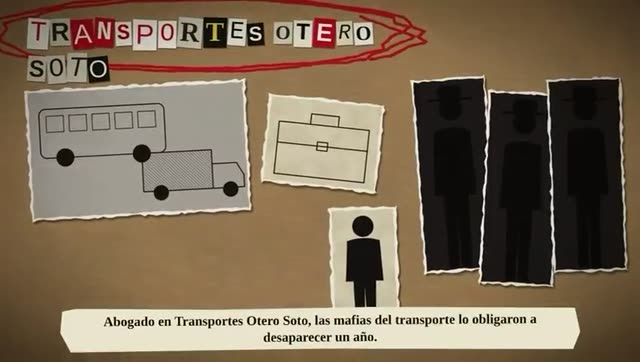 TRANSPORTES OTERO
SOTO
Abogado en Transportes Otero Soto, las mafias del transporte lo obligaron a
desaparecer un año.